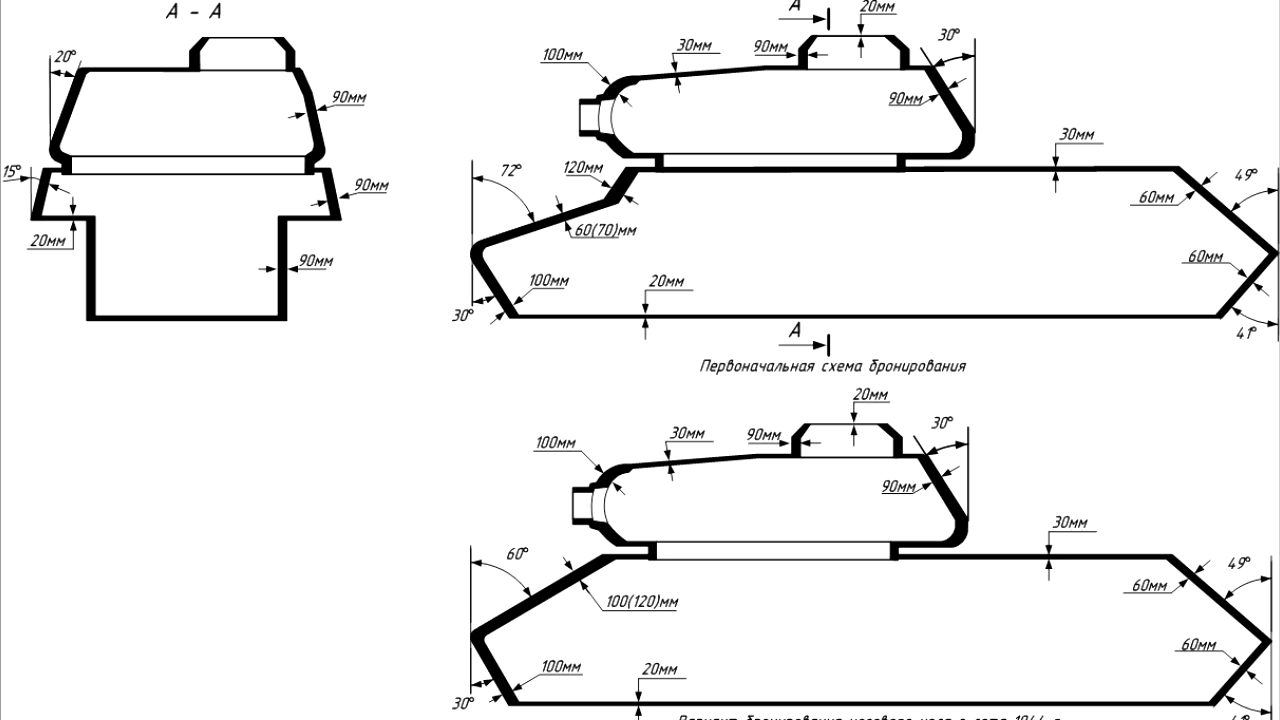 А - А
20°
90мм
15°
90мм
20мм
90мм
А
20мм
30°
100мм
30мм
90мм
90мм
30мм
72°
120мм
60(70)мм
49°
60мм
60мм
100мм
20мм
30°
41°
А
Первоначальная схема бронирования
20мм
30°
100мм
30мм
90мм
90мм
30мм
60°
100(120)мм
49°
60мм
60мм
100мм
20мм
30°